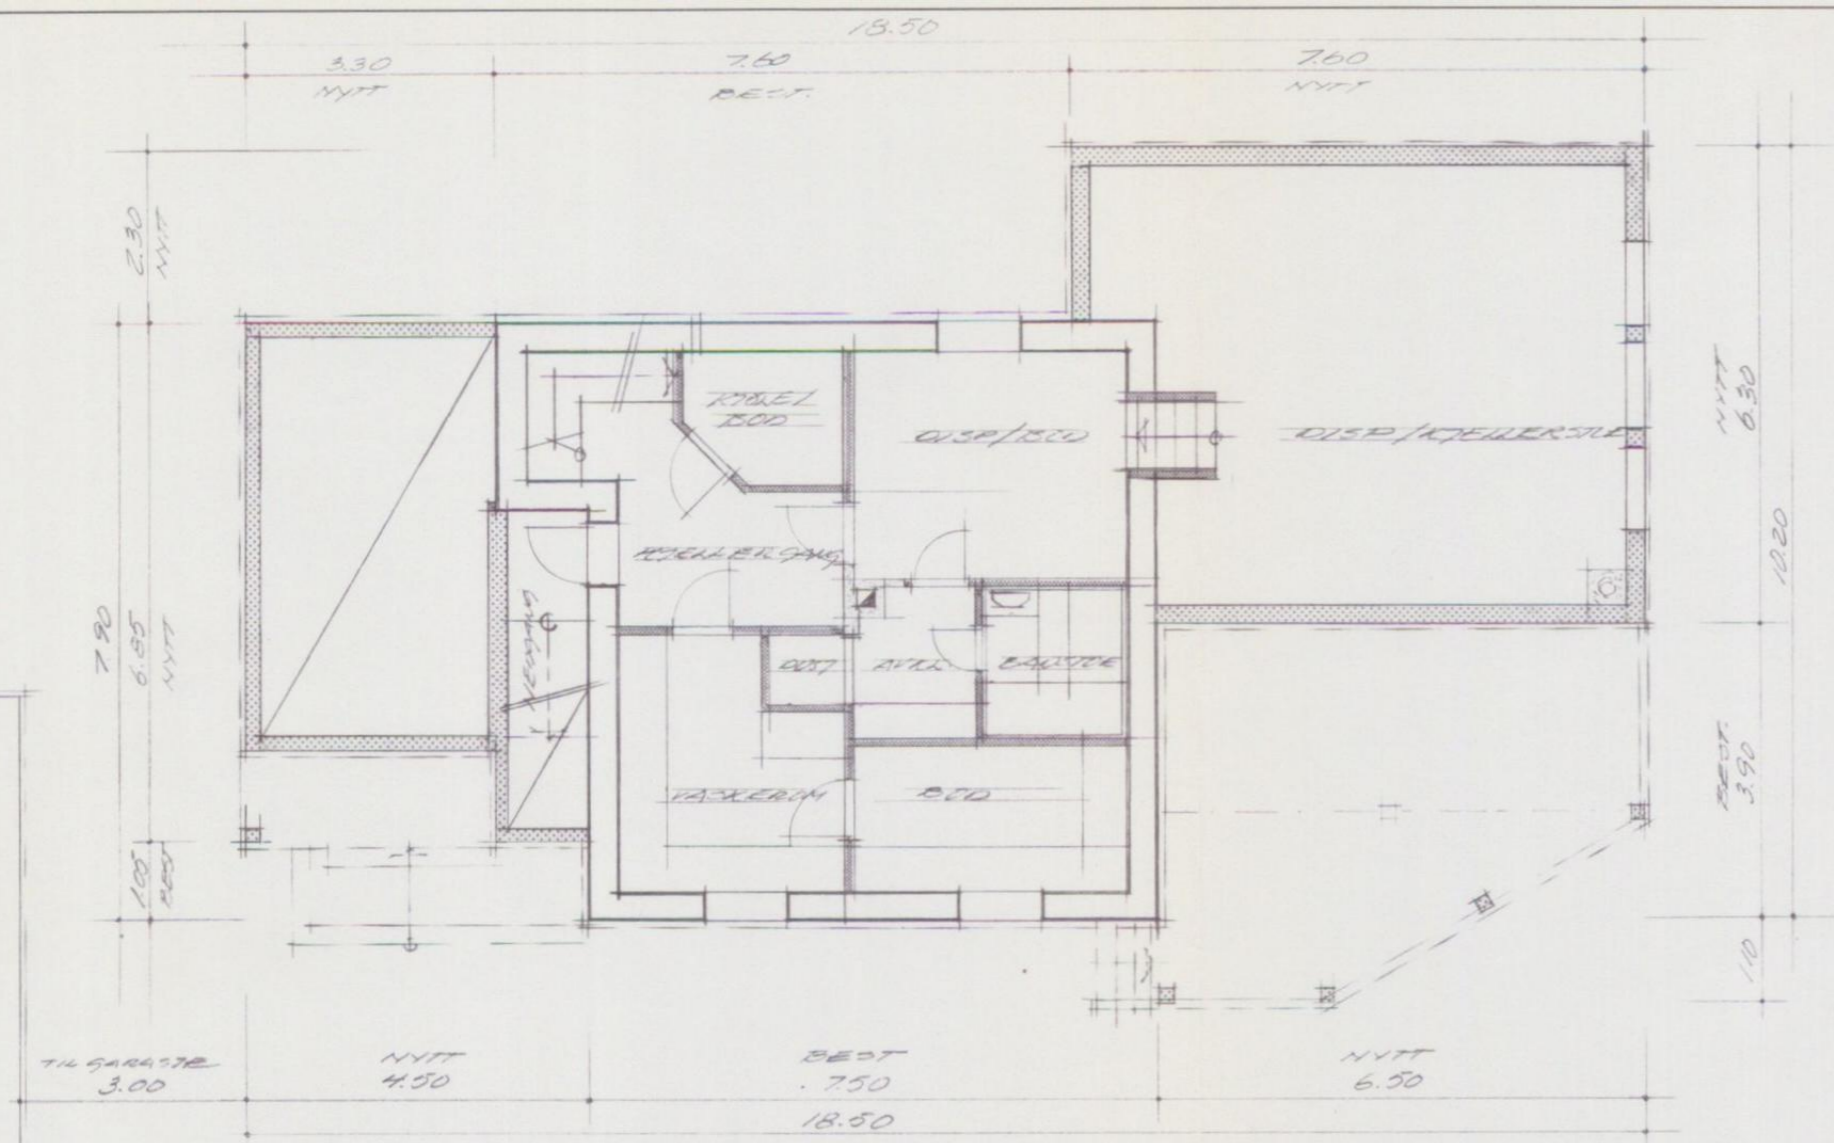 18.50
3.30
NYTT
7.60
BEST.
7.60
NYTT
2.30
NYTT
7.90
6.85
NYTT
1.05
BEST
KJØLE/
BOD
DISP/BOD
DISP/KJELLERSTUE
KJELLERGANG
NEDGANG
BADSTUE
VASKEROM
BOD
NYTT
6.30
10.20
BEST.
3.90
1.10
TIL GARASJE
3.00
NYTT
4.50
BEST
7.50
NYTT
6.50
18.50